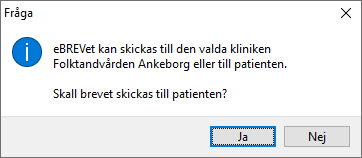 Fråga
eBREVet kan skickas till den valda kliniken
Folktandvården Ankeborg eller till patienten.
Skall brevet skickas till patienten?
Ja
Nej